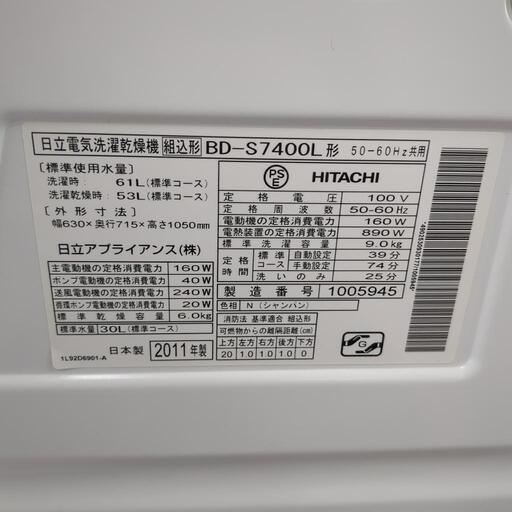 日立電気洗濯乾燥機 組込形 BD-S7400L形 50-60Hz共用
[標準使用水量]
洗濯時： 61L(標準コース)
洗濯乾燥時：53L(標準コース)
[外形寸法]
幅630×奥行715×高さ1050mm
日立アプライアンス(株)
主電動機の定格消費電力 160W
ポンプ電動機の定格消費電力 40W
送風電動機の定格消費電力 240W
循環ポンプ電動機の定格消費電力 20W
定格乾燥容量 6.0kg
標準水量 30L(標準コース)
1L92D6901-A
日本製 2011年製
PSE HITACHI
定格電圧 100V
定格周波数 50-60Hz
電動機の定格消費電力 160W
電熱装置の定格消費電力 890W
標準洗濯容量 9.0kg
定格時間 標準コース 自動設定 39分
手動設定 74分
洗いのみ 25分
製造番号 1005945
色相 N (シャンパン)
消防法 基準適合 組込形
可燃物からの離隔距離(cm)
上方 左方 右方 前方 後方 下方
20 1.0 1.0 1.0 1.0 0
G